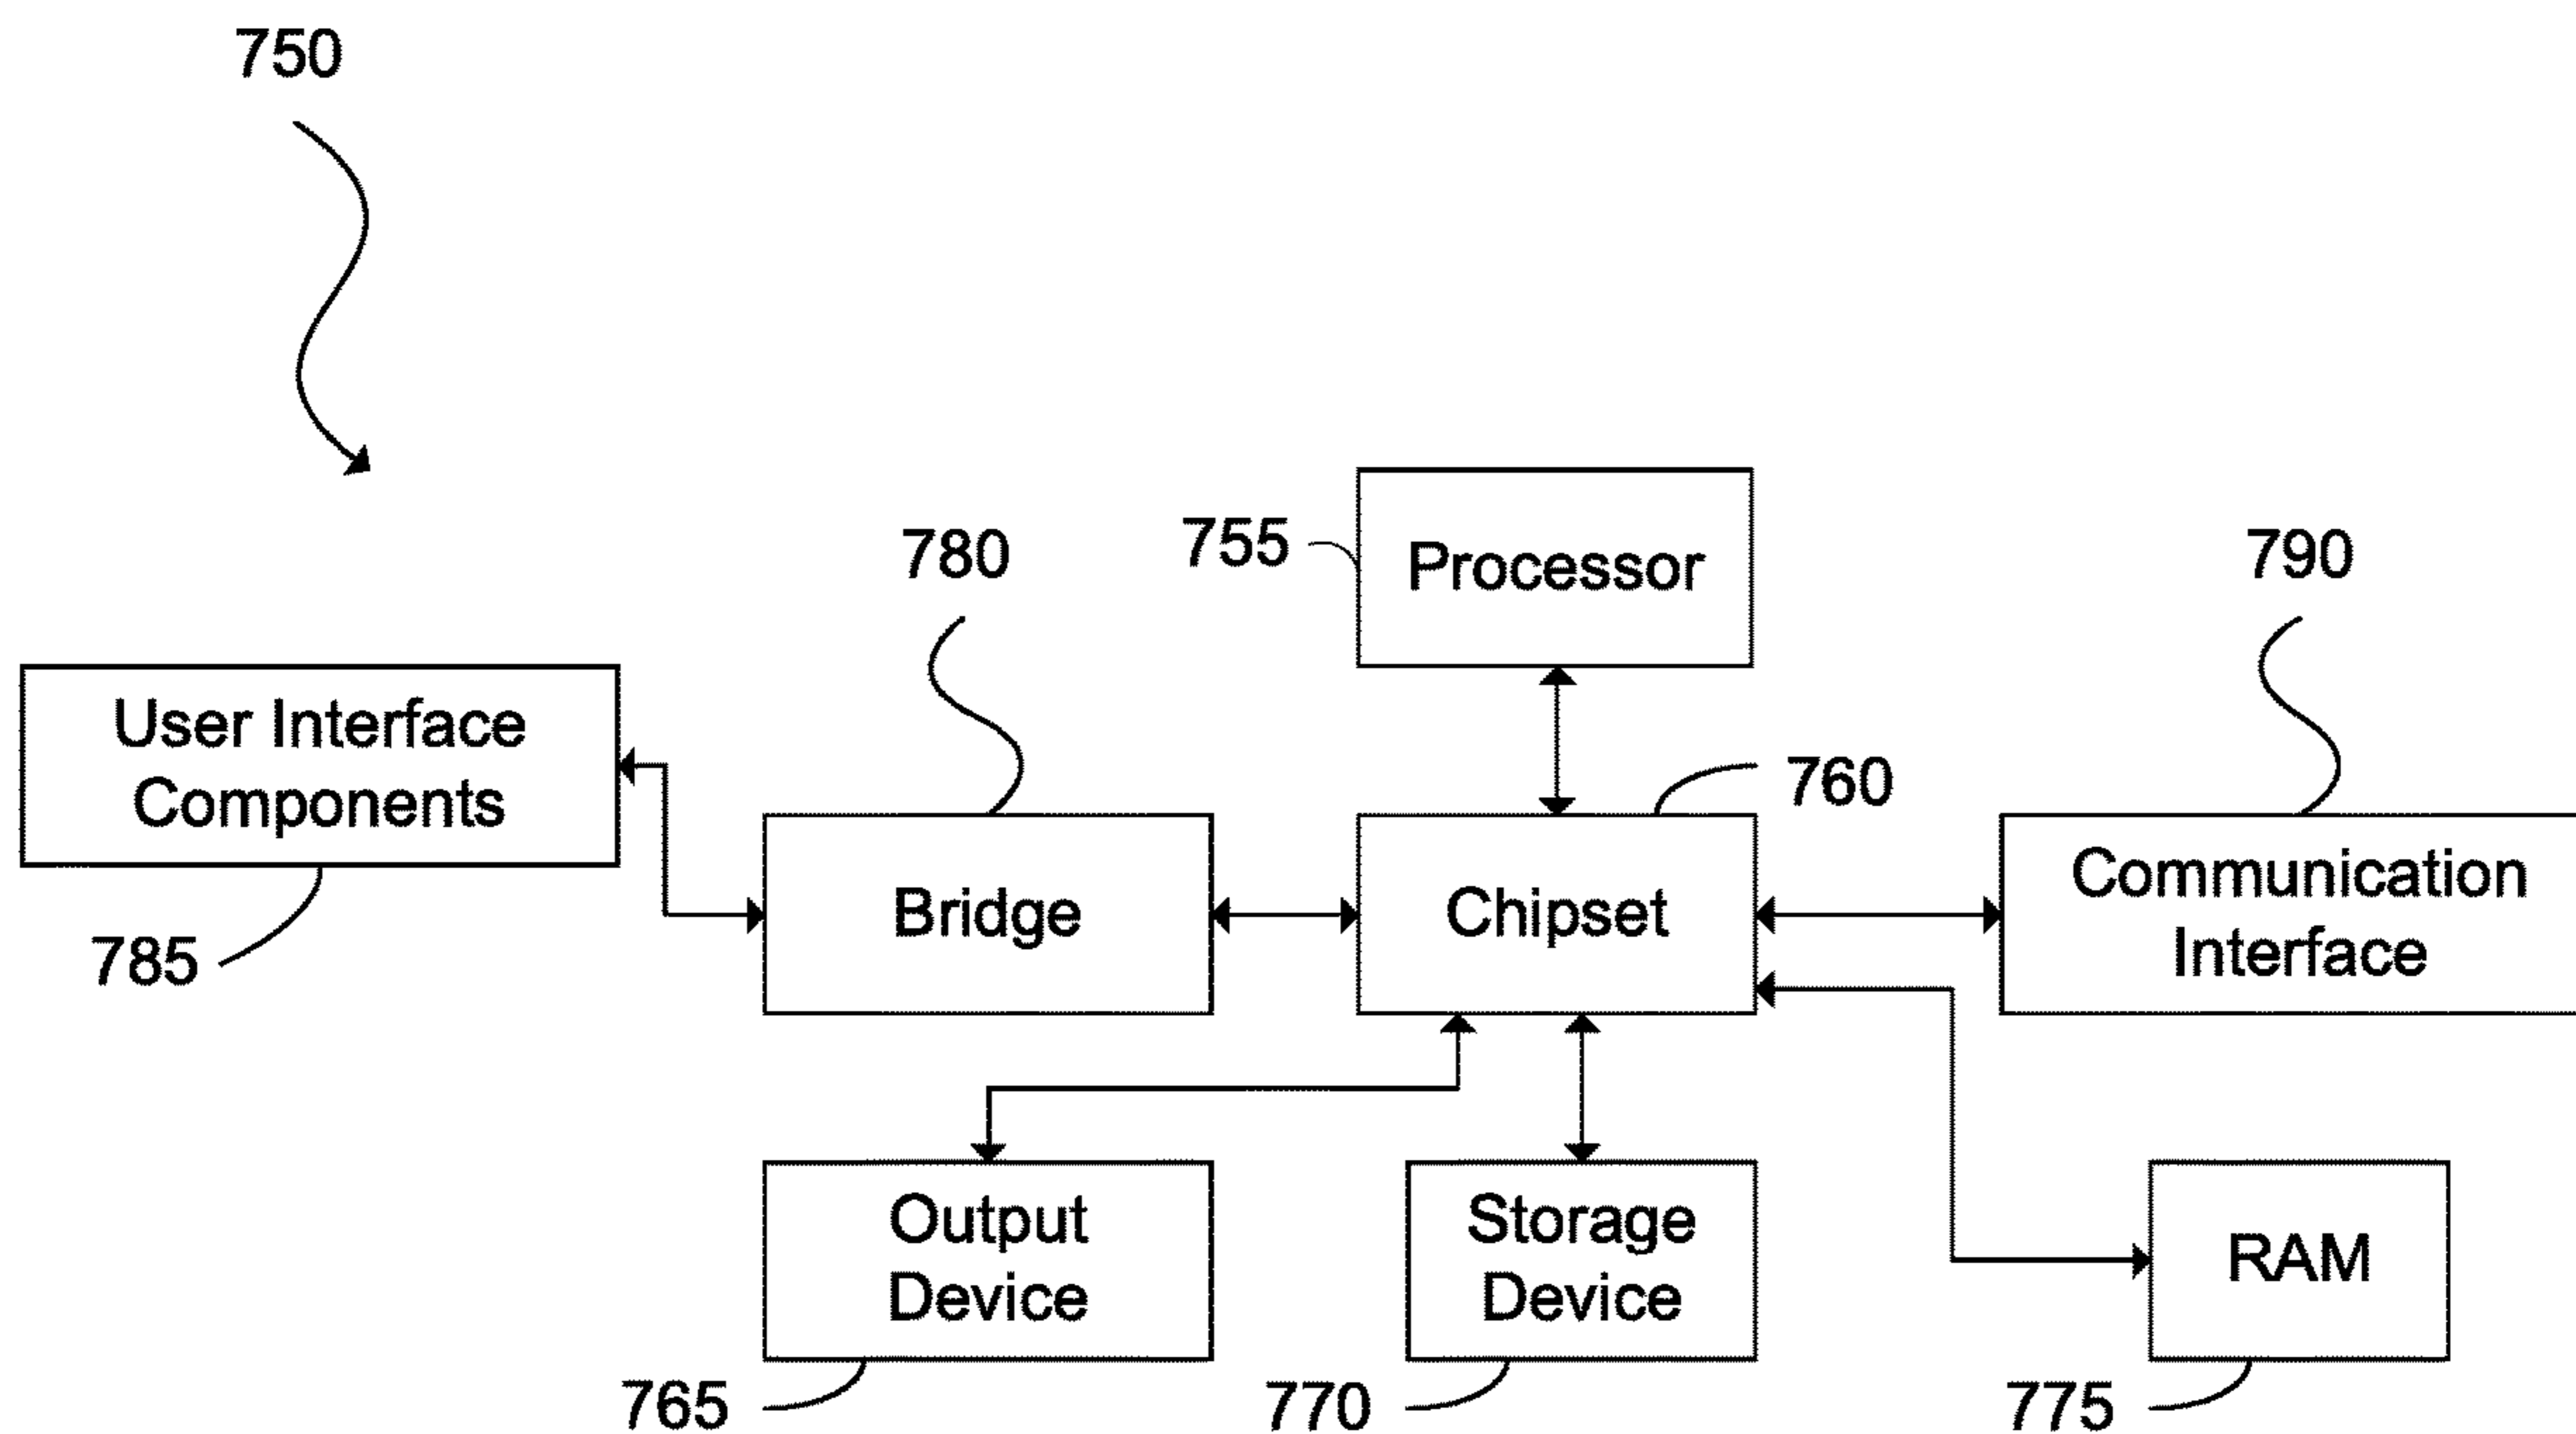 750
780
755
Processor
790
User Interface
Components
760
785
Bridge
Chipset
Communication
Interface
Output
Device
Storage
Device
RAM
765
770
775